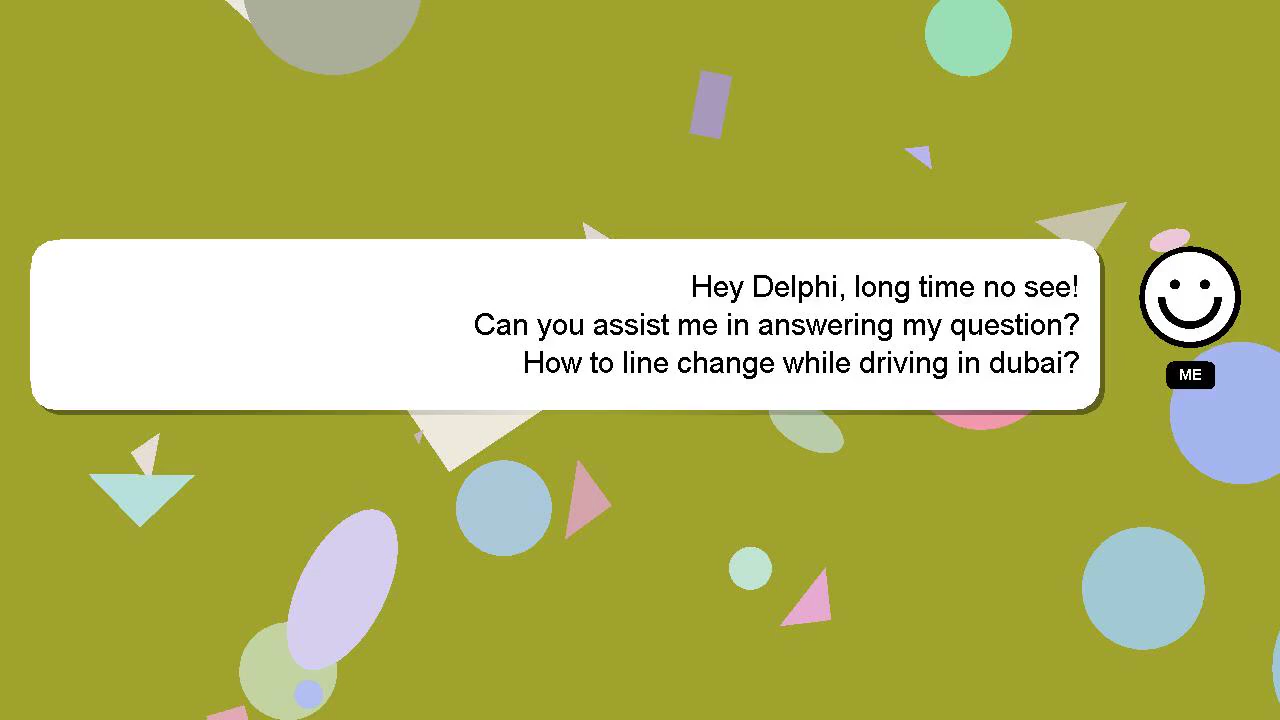 Hey Delphi, long time no see!
Can you assist me in answering my question?
How to line change while driving in dubai?
ME